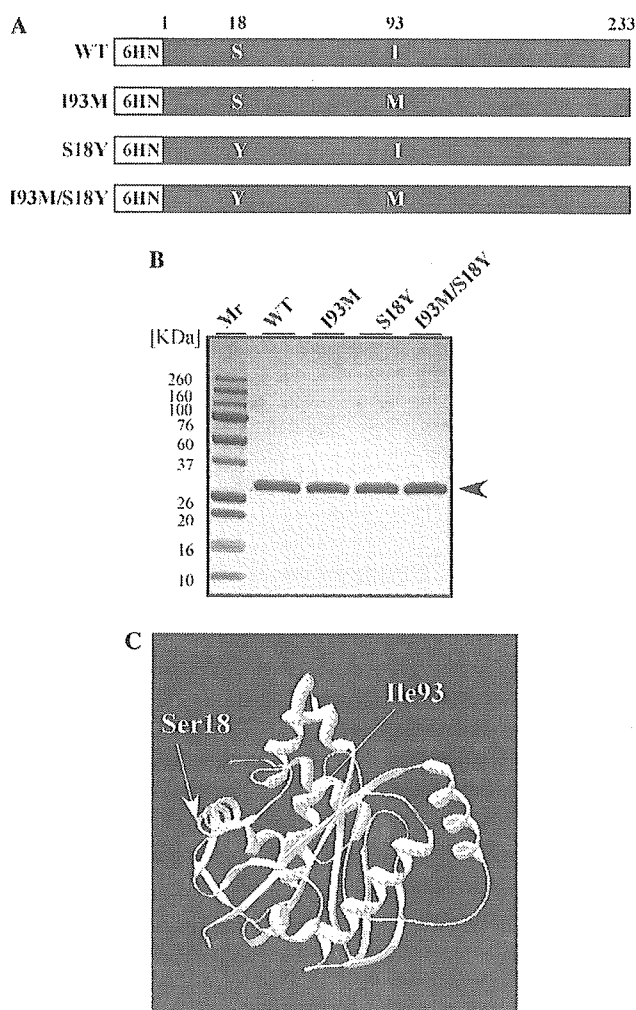 A
1 18 93 233
WT 6HN S I
I93M 6HN S M
S18Y 6HN Y I
I93M/S18Y 6HN Y M
B
Mr WT I93M S18Y I93M/S18Y
[KDa]
260
160
100
76
60
37
26
20
16
10
C
Ser18 Ile93